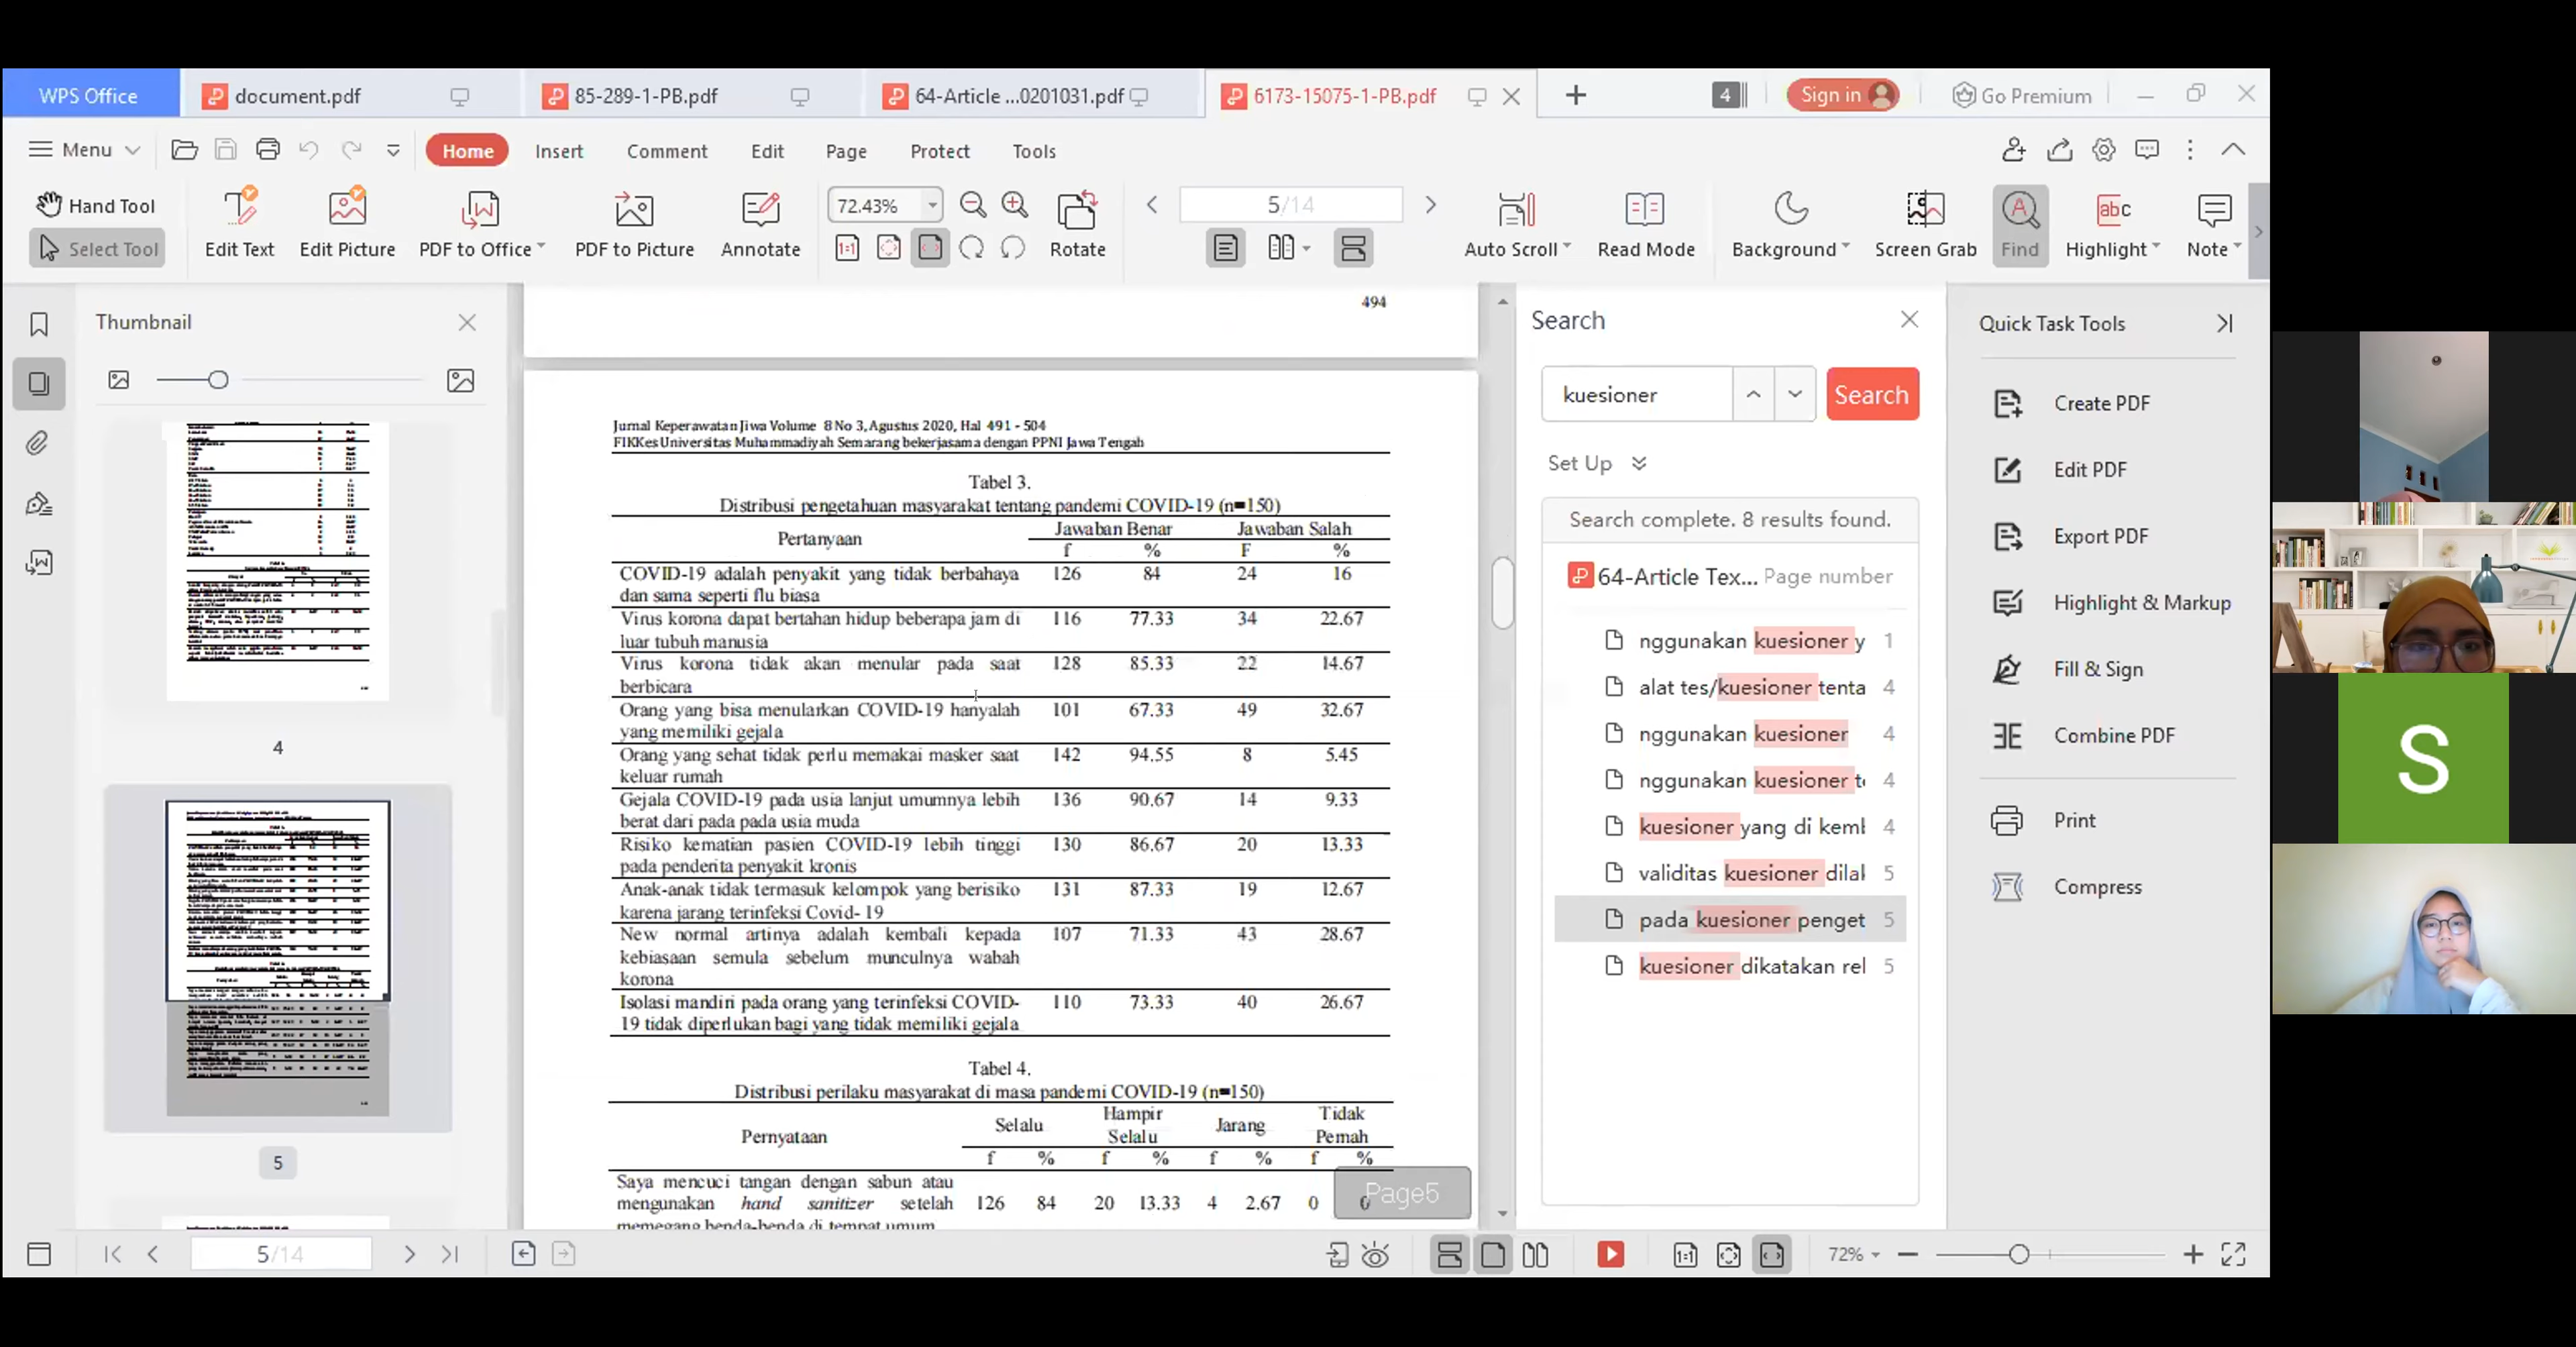 WPS Office
document.pdf
85-289-1-PB.pdf
64-Article ...0201031.pdf
6173-15075-1-PB.pdf
4
Sign in
Go Premium
Menu
Home
Insert
Comment
Edit
Page
Protect
Tools
Hand Tool
Select Tool
Edit Text
Edit Picture
PDF to Office
PDF to Picture
Annotate
72.43%
Rotate
5/14
Auto Scroll
Read Mode
Background
Screen Grab
Find
Highlight
Note
Thumbnail
4
5
494
Jurnal Keperawatan Jiwa Volume 8 No 3, Agustus 2020, Hal 491 - 504
FIKKes Universitas Muhammadiyah Semarang bekerjasama dengan PPNI Jawa Tengah
Tabel 3.
Distribusi pengetahuan masyarakat tentang pandemi COVID-19 (n=150)
Pertanyaan Jawaban Benar Jawaban Salah
f % F %
COVID-19 adalah penyakit yang tidak berbahaya 126 84 24 16
dan sama seperti flu biasa
Virus korona dapat bertahan hidup beberapa jam di 116 77.33 34 22.67
luar tubuh manusia
Virus korona tidak akan menular pada saat 128 85.33 22 14.67
berbicara
Orang yang bisa menularkan COVID-19 hanyalah 101 67.33 49 32.67
yang memiliki gejala
Orang yang sehat tidak perlu memakai masker saat 142 94.55 8 5.45
keluar rumah
Gejala COVID-19 pada usia lanjut umumnya lebih 136 90.67 14 9.33
berat dari pada pada usia muda
Risiko kematian pasien COVID-19 lebih tinggi 130 86.67 20 13.33
pada penderita penyakit kronis
Anak-anak tidak termasuk kelompok yang berisiko 131 87.33 19 12.67
karena jarang terinfeksi Covid- 19
New normal artinya adalah kembali kepada 107 71.33 43 28.67
kebiasaan semula sebelum munculnya wabah
korona
Isolasi mandiri pada orang yang terinfeksi COVID- 110 73.33 40 26.67
19 tidak diperlukan bagi yang tidak memiliki gejala
Tabel 4.
Distribusi perilaku masyarakat di masa pandemi COVID-19 (n=150)
Pernyataan Selalu Hampir Selalu Jarang Tidak Pernah
f % f % f % f %
Saya mencuci tangan dengan sabun atau
mengunakan hand sanitizer setelah 126 84 20 13.33 4 2.67 0 0
memegang benda-benda di tempat umum
Page5
Search
kuesioner
Search
Set Up
Search complete. 8 results found.
64-Article Tex... Page number
nggunakan kuesioner y 1
alat tes/kuesioner tenta 4
nggunakan kuesioner 4
nggunakan kuesioner t 4
kuesioner yang di keml 4
validitas kuesioner dilal 5
pada kuesioner penget 5
kuesioner dikatakan rel 5
Quick Task Tools
Create PDF
Edit PDF
Export PDF
Highlight & Markup
Fill & Sign
Combine PDF
Print
Compress
S
5/14
72%